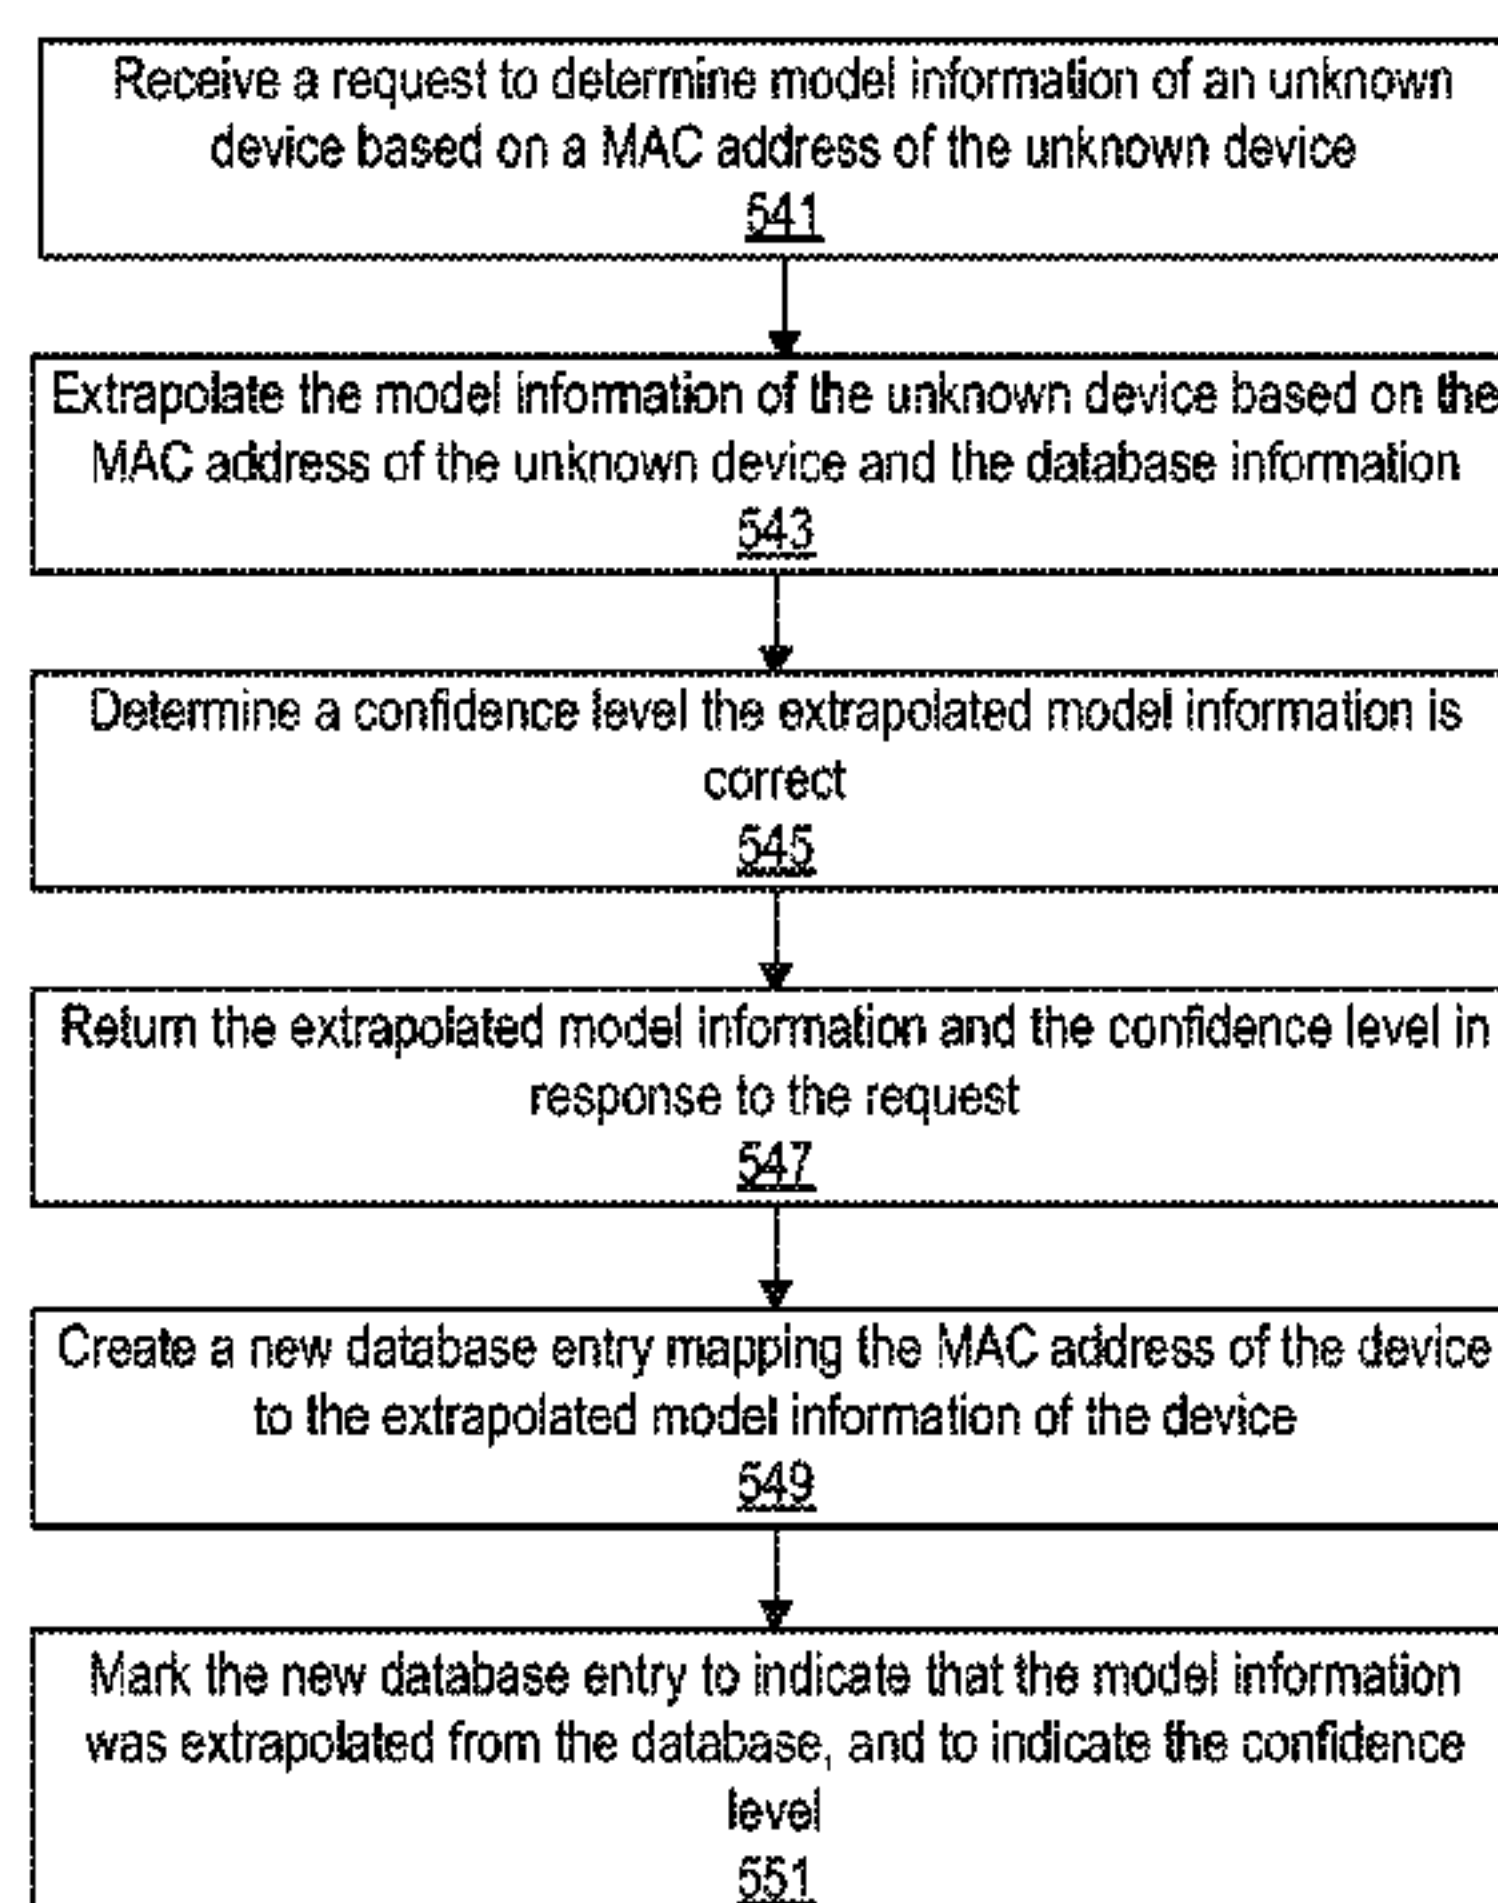 Receive a request to determine model information of an unknown
device based on a MAC address of the unknown device
541
Extrapolate the model information of the unknown device based on the
MAC address of the unknown device and the database information
543
Determine a confidence level the extrapolated model information is
correct
545
Return the extrapolated model information and the confidence level in
response to the request
547
Create a new database entry mapping the MAC address of the device
to the extrapolated model information of the device
549
Mark the new database entry to indicate that the model information
was extrapolated from the database, and to indicate the confidence
level
551